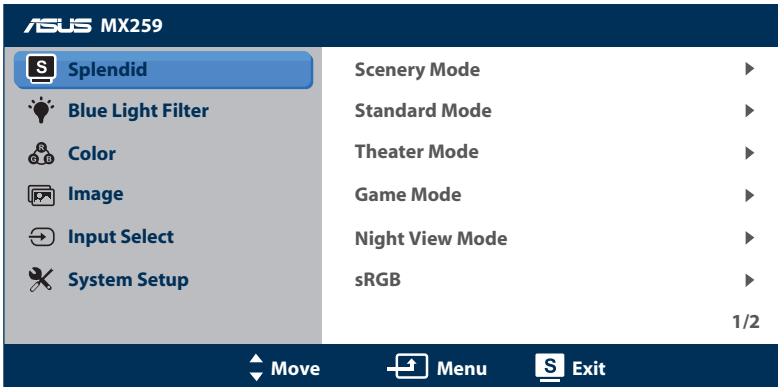 ASUS MX259
S Splendid
Blue Light Filter
R G B Color
Image
Input Select
System Setup
Scenery Mode
Standard Mode
Theater Mode
Game Mode
Night View Mode
sRGB
1/2
Move Menu S Exit